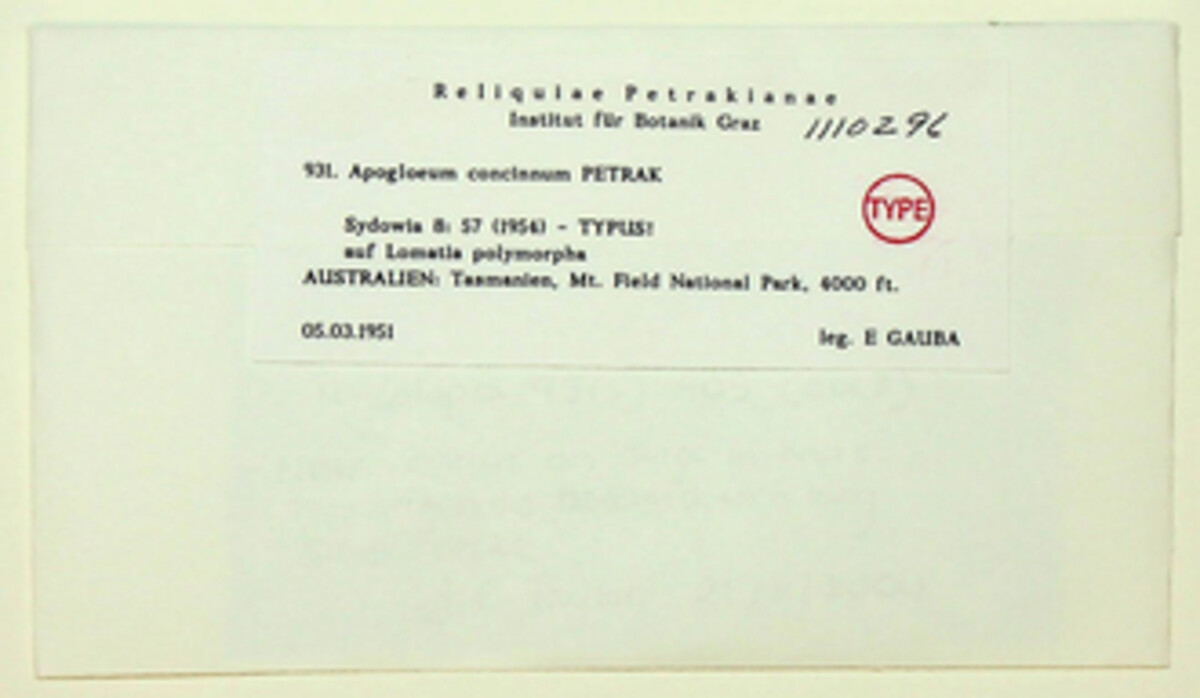 Reliquiae Petrakianae
Institut für Botanik Graz 1110296
931. Apogloeum concinnum PETRAK
TYPE
Sydowia 8: 57 (1954) - TYPUS!
auf Lomatia polymorpha
AUSTRALIEN: Tasmanien, Mt. Field National Park, 4000 ft.
05.03.1951 leg. E GAUBA